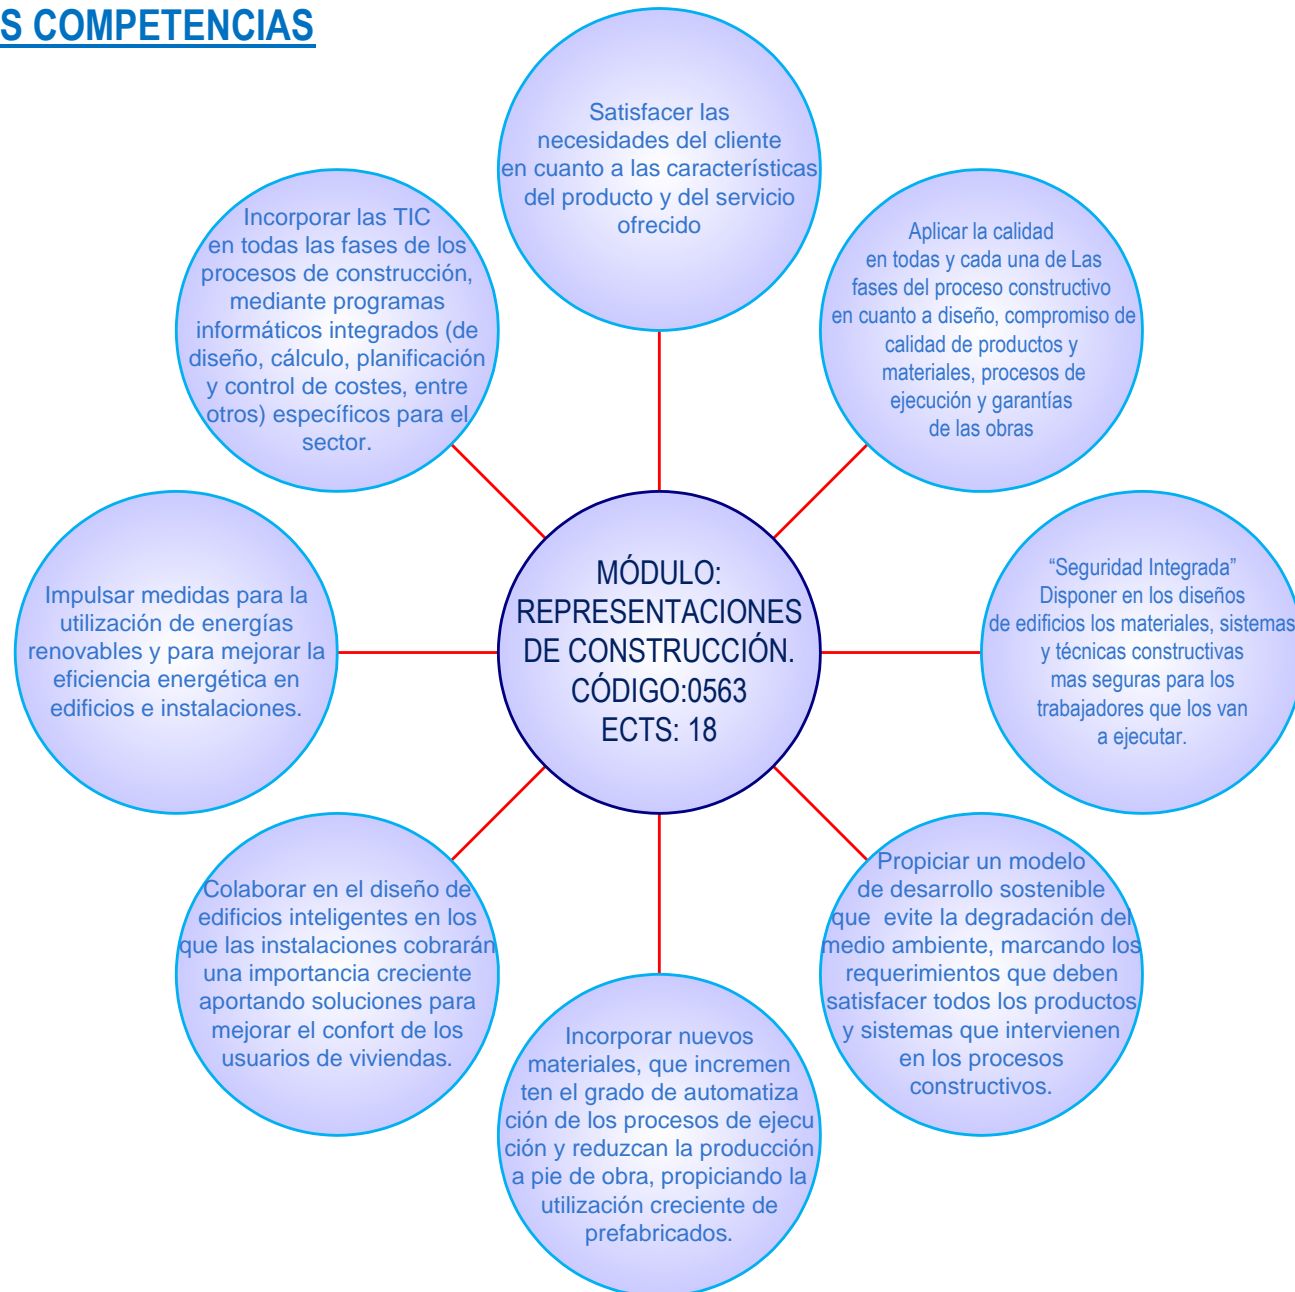 S COMPETENCIAS
Satisfacer las
necesidades del cliente
en cuanto a las características
del producto y del servicio
ofrecido
Incorporar las TIC
en todas las fases de los
procesos de construcción,
mediante programas
informáticos integrados (de
diseño, cálculo, planificación
y control de costes, entre
otros) específicos para el
sector.
Aplicar la calidad
en todas y cada una de Las
fases del proceso constructivo
en cuanto a diseño, compromiso de
calidad de productos y
materiales, procesos de
ejecución y garantías
de las obras
Impulsar medidas para la
utilización de energías
renovables y para mejorar la
eficiencia energética en
edificios e instalaciones.
MÓDULO:
REPRESENTACIONES
DE CONSTRUCCIÓN.
CÓDIGO:0563
ECTS: 18
“Seguridad Integrada”
Disponer en los diseños
de edificios los materiales, sistemas
y técnicas constructivas
mas seguras para los
trabajadores que los van
a ejecutar.
Colaborar en el diseño de
edificios inteligentes en los
que las instalaciones cobrarán
una importancia creciente
aportando soluciones para
mejorar el confort de los
usuarios de viviendas.
Propiciar un modelo
de desarrollo sostenible
que  evite la degradación del
medio ambiente, marcando los
requerimientos que deben
satisfacer todos los productos
y sistemas que intervienen
en los procesos
constructivos.
Incorporar nuevos
materiales, que incremen
ten el grado de automatiza
ción de los procesos de ejecu
ción y reduzcan la producción
a pie de obra, propiciando la
utilización creciente de
prefabricados.